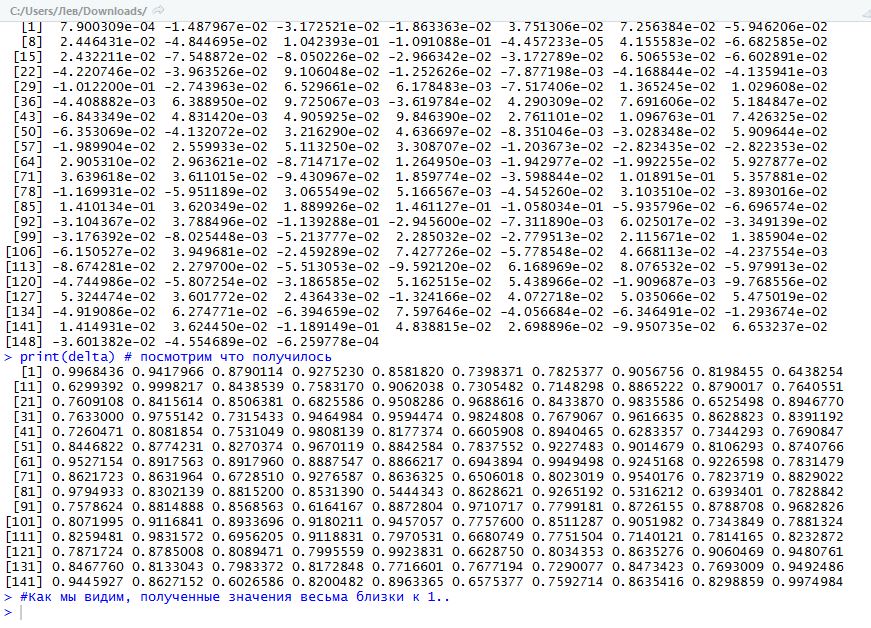 C:/Users/Лев/Downloads/
[1] 7.900309e-04 -1.487967e-02 -3.172521e-02 -1.863363e-02 3.751306e-02 7.256384e-02 -5.946206e-02
[8] 2.446431e-02 -4.844695e-02 1.042393e-01 -1.091088e-01 -4.457233e-05 4.155583e-02 -6.682585e-02
[15] 2.432211e-02 -7.548872e-02 -8.050226e-02 -2.966342e-02 -3.172789e-02 6.506553e-02 -6.602891e-02
[22] -4.220746e-02 -3.963526e-02 9.106048e-02 -1.252626e-02 -7.877198e-03 -4.168844e-02 -4.135941e-03
[29] -1.012200e-01 -2.743963e-02 6.529661e-02 6.178483e-03 -7.517406e-02 1.365245e-02 1.029608e-02
[36] -4.408882e-03 6.388950e-02 9.725067e-03 -3.619784e-02 4.290309e-02 7.691606e-02 5.184847e-02
[43] -6.843349e-02 4.831420e-03 4.905925e-02 9.846390e-02 2.761101e-02 1.096763e-01 7.426325e-02
[50] -6.353069e-02 -4.132072e-02 3.216290e-02 4.636697e-02 -8.351046e-03 -3.028348e-02 5.909644e-02
[57] -1.989904e-02 2.559933e-02 5.113250e-02 3.308707e-02 -1.203673e-02 -2.823435e-02 -2.822353e-02
[64] 2.905310e-02 2.963621e-02 -8.714717e-02 1.264950e-03 -1.942977e-02 -1.992255e-02 5.927877e-02
[71] 3.639618e-02 3.611015e-02 -9.430967e-02 1.859774e-02 -3.598844e-02 1.018915e-01 5.357881e-02
[78] -1.169931e-02 -5.951189e-02 3.065549e-02 5.166567e-03 -4.545260e-02 3.103510e-02 -3.893016e-02
[85] 1.410134e-01 3.620349e-02 1.889926e-02 1.461127e-01 -1.058034e-01 -5.935796e-02 -6.696574e-02
[92] -3.104367e-02 3.788496e-02 -1.139288e-01 -2.945600e-02 -7.311890e-03 6.025017e-02 -3.349139e-02
[99] -3.176392e-02 -8.025448e-03 -5.213777e-02 2.285032e-02 -2.779513e-02 2.115671e-02 1.385904e-02
[106] -6.150527e-02 3.949681e-02 -2.459289e-02 7.427726e-02 -5.778548e-02 4.668113e-02 -4.237554e-03
[113] -8.674281e-02 2.279700e-02 -5.513053e-02 -9.592120e-02 6.168969e-02 8.076532e-02 -5.979913e-02
[120] -4.744986e-02 -5.807254e-02 -3.186585e-02 5.162515e-02 5.438966e-02 -1.909687e-03 -9.768556e-02
[127] 5.324474e-02 3.601772e-02 2.436433e-02 -1.324166e-02 4.072718e-02 5.035066e-02 5.475019e-02
[134] -4.919086e-02 6.274771e-02 -6.394659e-02 7.597646e-02 -4.056684e-02 -6.346491e-02 -1.293674e-02
[141] 1.414931e-02 3.624450e-02 -1.189149e-01 4.838815e-02 2.698896e-02 -9.950735e-02 6.653237e-02
[148] -3.601382e-02 -4.554689e-02 -6.259778e-04
> print(delta) # посмотрим что получилось
[1] 0.9968436 0.9417966 0.8790114 0.9275230 0.8581820 0.7398371 0.7825377 0.9056756 0.8198455 0.6438254
[11] 0.6299392 0.9998217 0.8438539 0.7583170 0.9062038 0.7305482 0.7148298 0.8865222 0.8790017 0.7640551
[21] 0.7609108 0.8415614 0.8506381 0.6825586 0.9508286 0.9688616 0.8433870 0.9835586 0.6525498 0.8946770
[31] 0.7633000 0.9755142 0.7315433 0.9464984 0.9594474 0.9824808 0.7679067 0.9616635 0.8628823 0.8391192
[41] 0.7260471 0.8081854 0.7531049 0.9808139 0.8177374 0.6605908 0.8940465 0.6283357 0.7344293 0.7690847
[51] 0.8446822 0.8774231 0.8270374 0.9670119 0.8842584 0.7837552 0.9227483 0.9014679 0.8106293 0.8740766
[61] 0.9527154 0.8917563 0.8917960 0.8887547 0.8866217 0.6943894 0.9949498 0.9245168 0.9226598 0.7831479
[71] 0.8621723 0.8631964 0.6728510 0.9276587 0.8636325 0.6506018 0.8023019 0.9540176 0.7823719 0.8829022
[81] 0.9794933 0.8302139 0.8815200 0.8531390 0.5444343 0.8628621 0.9265192 0.5316212 0.6393401 0.7828842
[91] 0.7578624 0.8814888 0.8568563 0.6164167 0.8872804 0.9710717 0.7799181 0.8726155 0.8788708 0.9682826
[101] 0.8071995 0.9116841 0.8933696 0.9180211 0.9457057 0.7757600 0.8511287 0.9051982 0.7343849 0.7881324
[111] 0.8259481 0.9831572 0.6956205 0.9118831 0.7970531 0.6680749 0.7751504 0.7140121 0.7814165 0.8232872
[121] 0.7871724 0.8785008 0.8089471 0.7995559 0.9923831 0.6628750 0.8034353 0.8635276 0.9060469 0.9480761
[131] 0.8467760 0.8133043 0.7983372 0.8172848 0.7716601 0.7677194 0.7290077 0.8473423 0.7693009 0.9492486
[141] 0.9445927 0.8627152 0.6026586 0.8200482 0.8963365 0.6575377 0.7592714 0.8635416 0.8298859 0.9974984
> #Как мы видим, полученные значения весьма близки к 1..
>